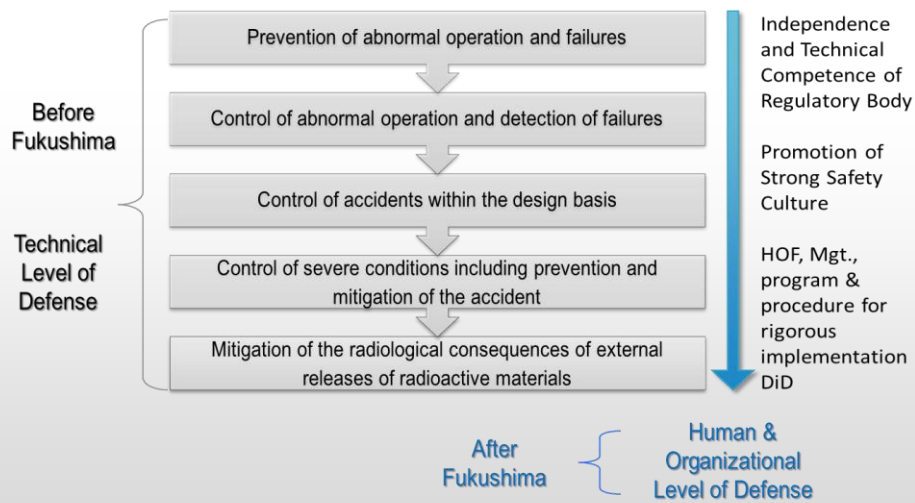 Before
Fukushima
Technical
Level of
Defense
Prevention of abnormal operation and failures
Control of abnormal operation and detection of failures
Control of accidents within the design basis
Control of severe conditions including prevention and
mitigation of the accident
Mitigation of the radiological consequences of external
releases of radioactive materials
Independence
and Technical
Competence of
Regulatory Body
Promotion of
Strong Safety
Culture
HOF, Mgt.,
program &
procedure for
rigorous
implementation
DiD
After
Fukushima
Human &
Organizational
Level of Defense